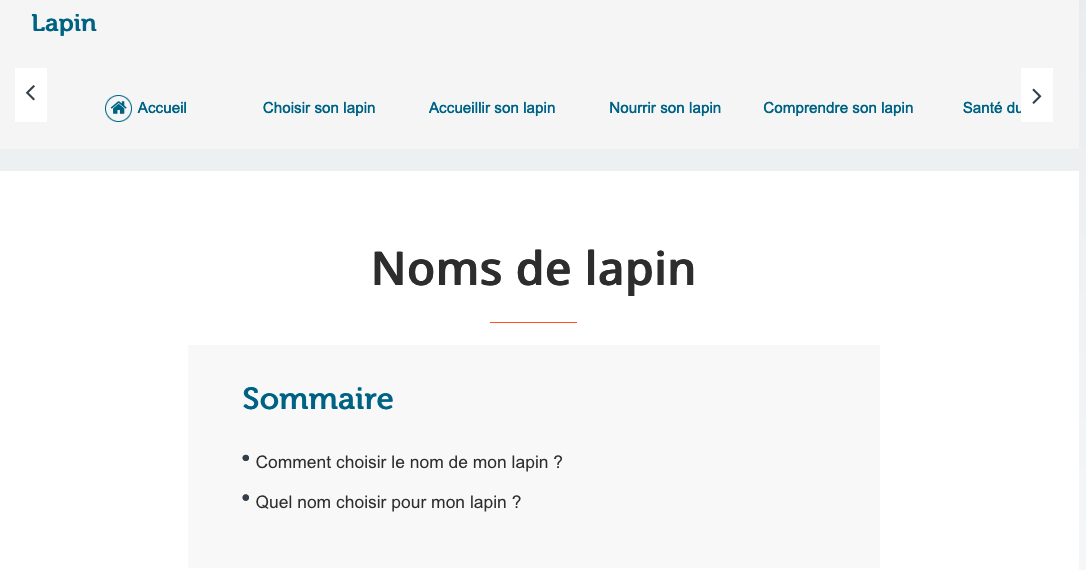 Lapin
Accueil Choisir son lapin Accueillir son lapin Nourrir son lapin Comprendre son lapin Santé du
Noms de lapin
Sommaire
• Comment choisir le nom de mon lapin ?
• Quel nom choisir pour mon lapin ?